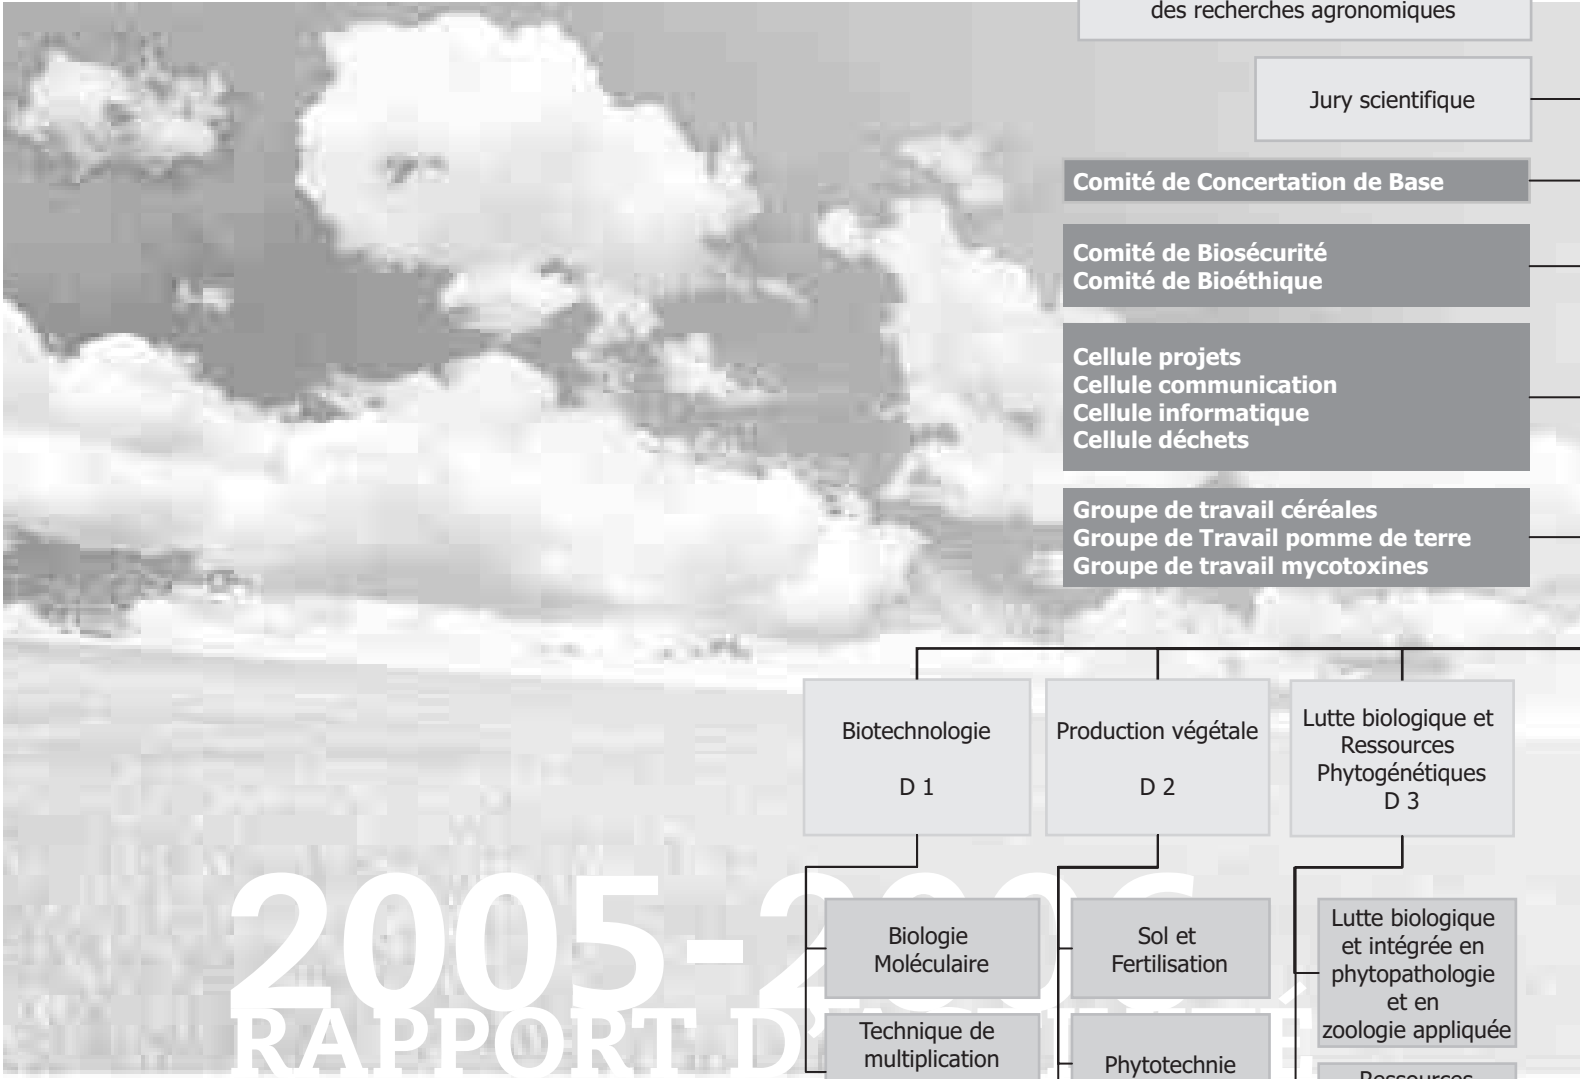 des recherches agronomiques
Jury scientifique
Comité de Concertation de Base
Comité de Biosécurité
Comité de Bioéthique
Cellule projets
Cellule communication
Cellule informatique
Cellule déchets
Groupe de travail céréales
Groupe de Travail pomme de terre
Groupe de travail mycotoxines
Biotechnologie
D 1
Production végétale
D 2
Lutte biologique et
Ressources
Phytogénétiques
D 3
2005-2006
RAPPORT D'ACTIVITÉ
Biologie
Moléculaire
Technique de
multiplication
Sol et
Fertilisation
Phytotechnie
Lutte biologique
et intégrée en
phytopathologie
et en
zoologie appliquée
Ressources